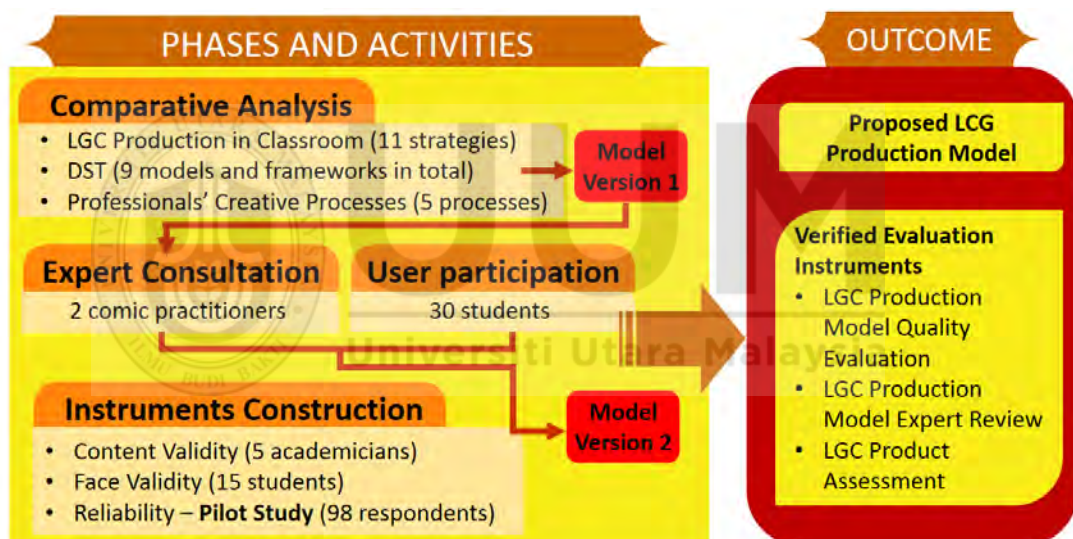 PHASES AND ACTIVITIES
Comparative Analysis
• LGC Production in Classroom (11 strategies)
• DST (9 models and frameworks in total)
• Professionals' Creative Processes (5 processes)
Model
Version 1
Expert Consultation
2 comic practitioners
User participation
30 students
Instruments Construction
• Content Validity (5 academicians)
• Face Validity (15 students)
• Reliability – Pilot Study (98 respondents)
Model
Version 2
OUTCOME
Proposed LCG
Production Model
Verified Evaluation
Instruments
• LGC Production
Model Quality
Evaluation
• LGC Production
Model Expert Review
• LGC Product
Assessment
UUM
Universiti Utara Malaysia